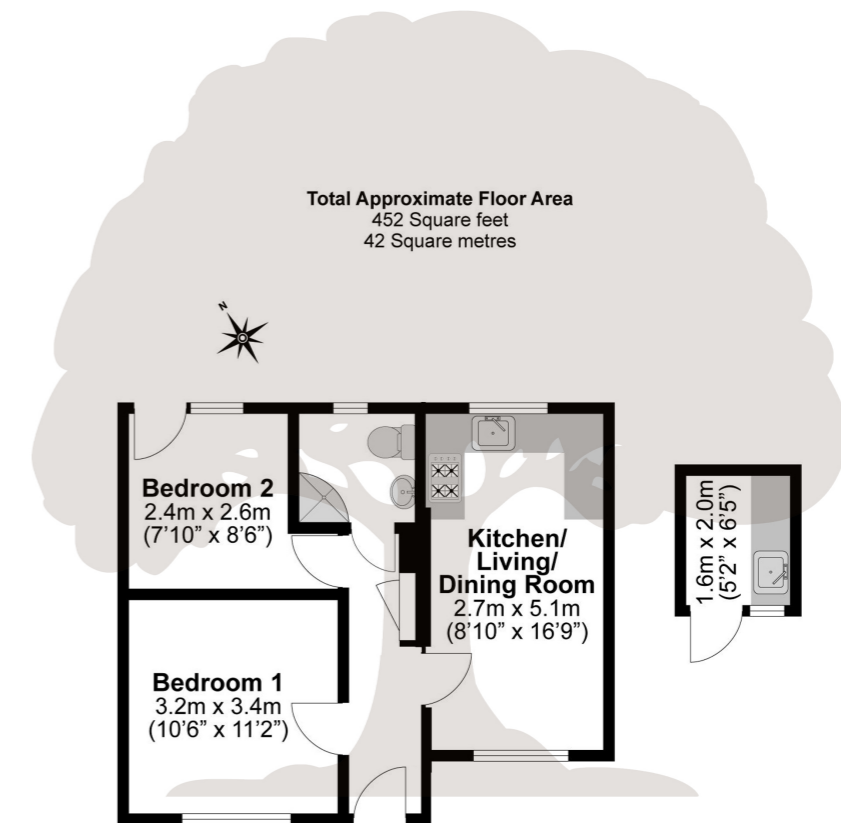 Total Approximate Floor Area
452 Square feet
42 Square metres
N
Bedroom 2
2.4m x 2.6m
(7'10" x 8'6")
Kitchen/
Living/
Dining Room
2.7m x 5.1m
(8'10" x 16'9")
1.6m x 2.0m
(5'2" x 6'5")
Bedroom 1
3.2m x 3.4m
(10'6" x 11'2")